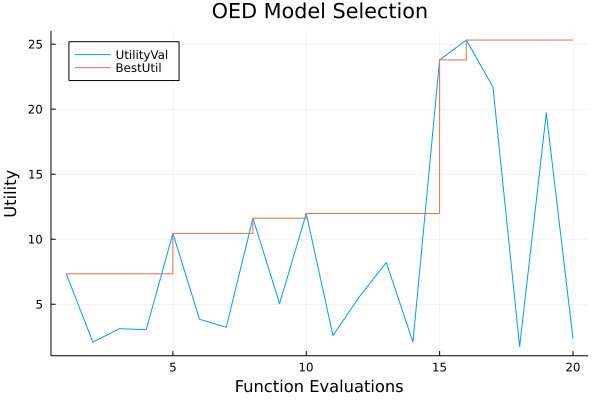 OED Model Selection
UtilityVal
BestUtil
Utility
25
20
15
10
5
5
10
15
20
Function Evaluations